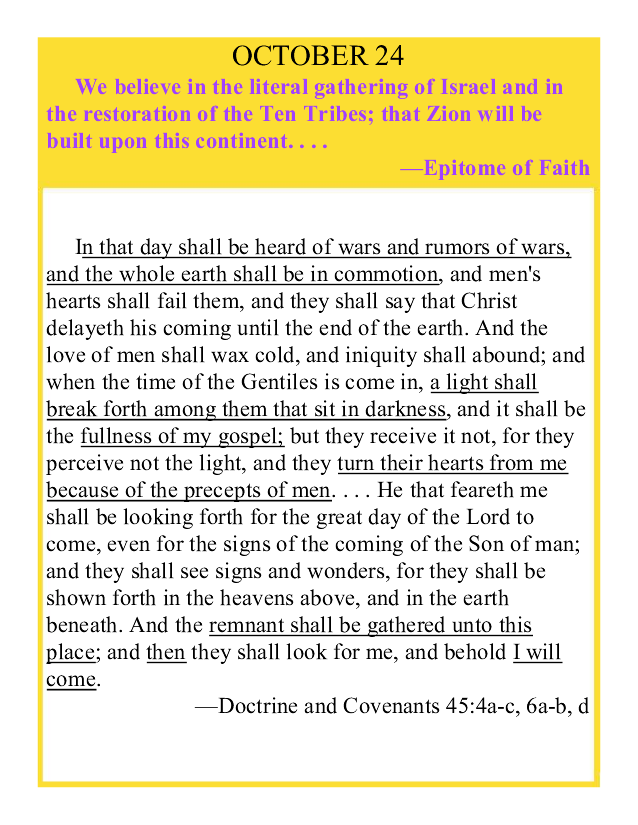 OCTOBER 24
We believe in the literal gathering of Israel and in
the restoration of the Ten Tribes; that Zion will be
built upon this continent. . . .
—Epitome of Faith
In that day shall be heard of wars and rumors of wars,
and the whole earth shall be in commotion, and men's
hearts shall fail them, and they shall say that Christ
delayeth his coming until the end of the earth. And the
love of men shall wax cold, and iniquity shall abound; and
when the time of the Gentiles is come in, a light shall
break forth among them that sit in darkness, and it shall be
the fullness of my gospel; but they receive it not, for they
perceive not the light, and they turn their hearts from me
because of the precepts of men. . . . He that feareth me
shall be looking forth for the great day of the Lord to
come, even for the signs of the coming of the Son of man;
and they shall see signs and wonders, for they shall be
shown forth in the heavens above, and in the earth
beneath. And the remnant shall be gathered unto this
place; and then they shall look for me, and behold I will
come.
—Doctrine and Covenants 45:4a-c, 6a-b, d